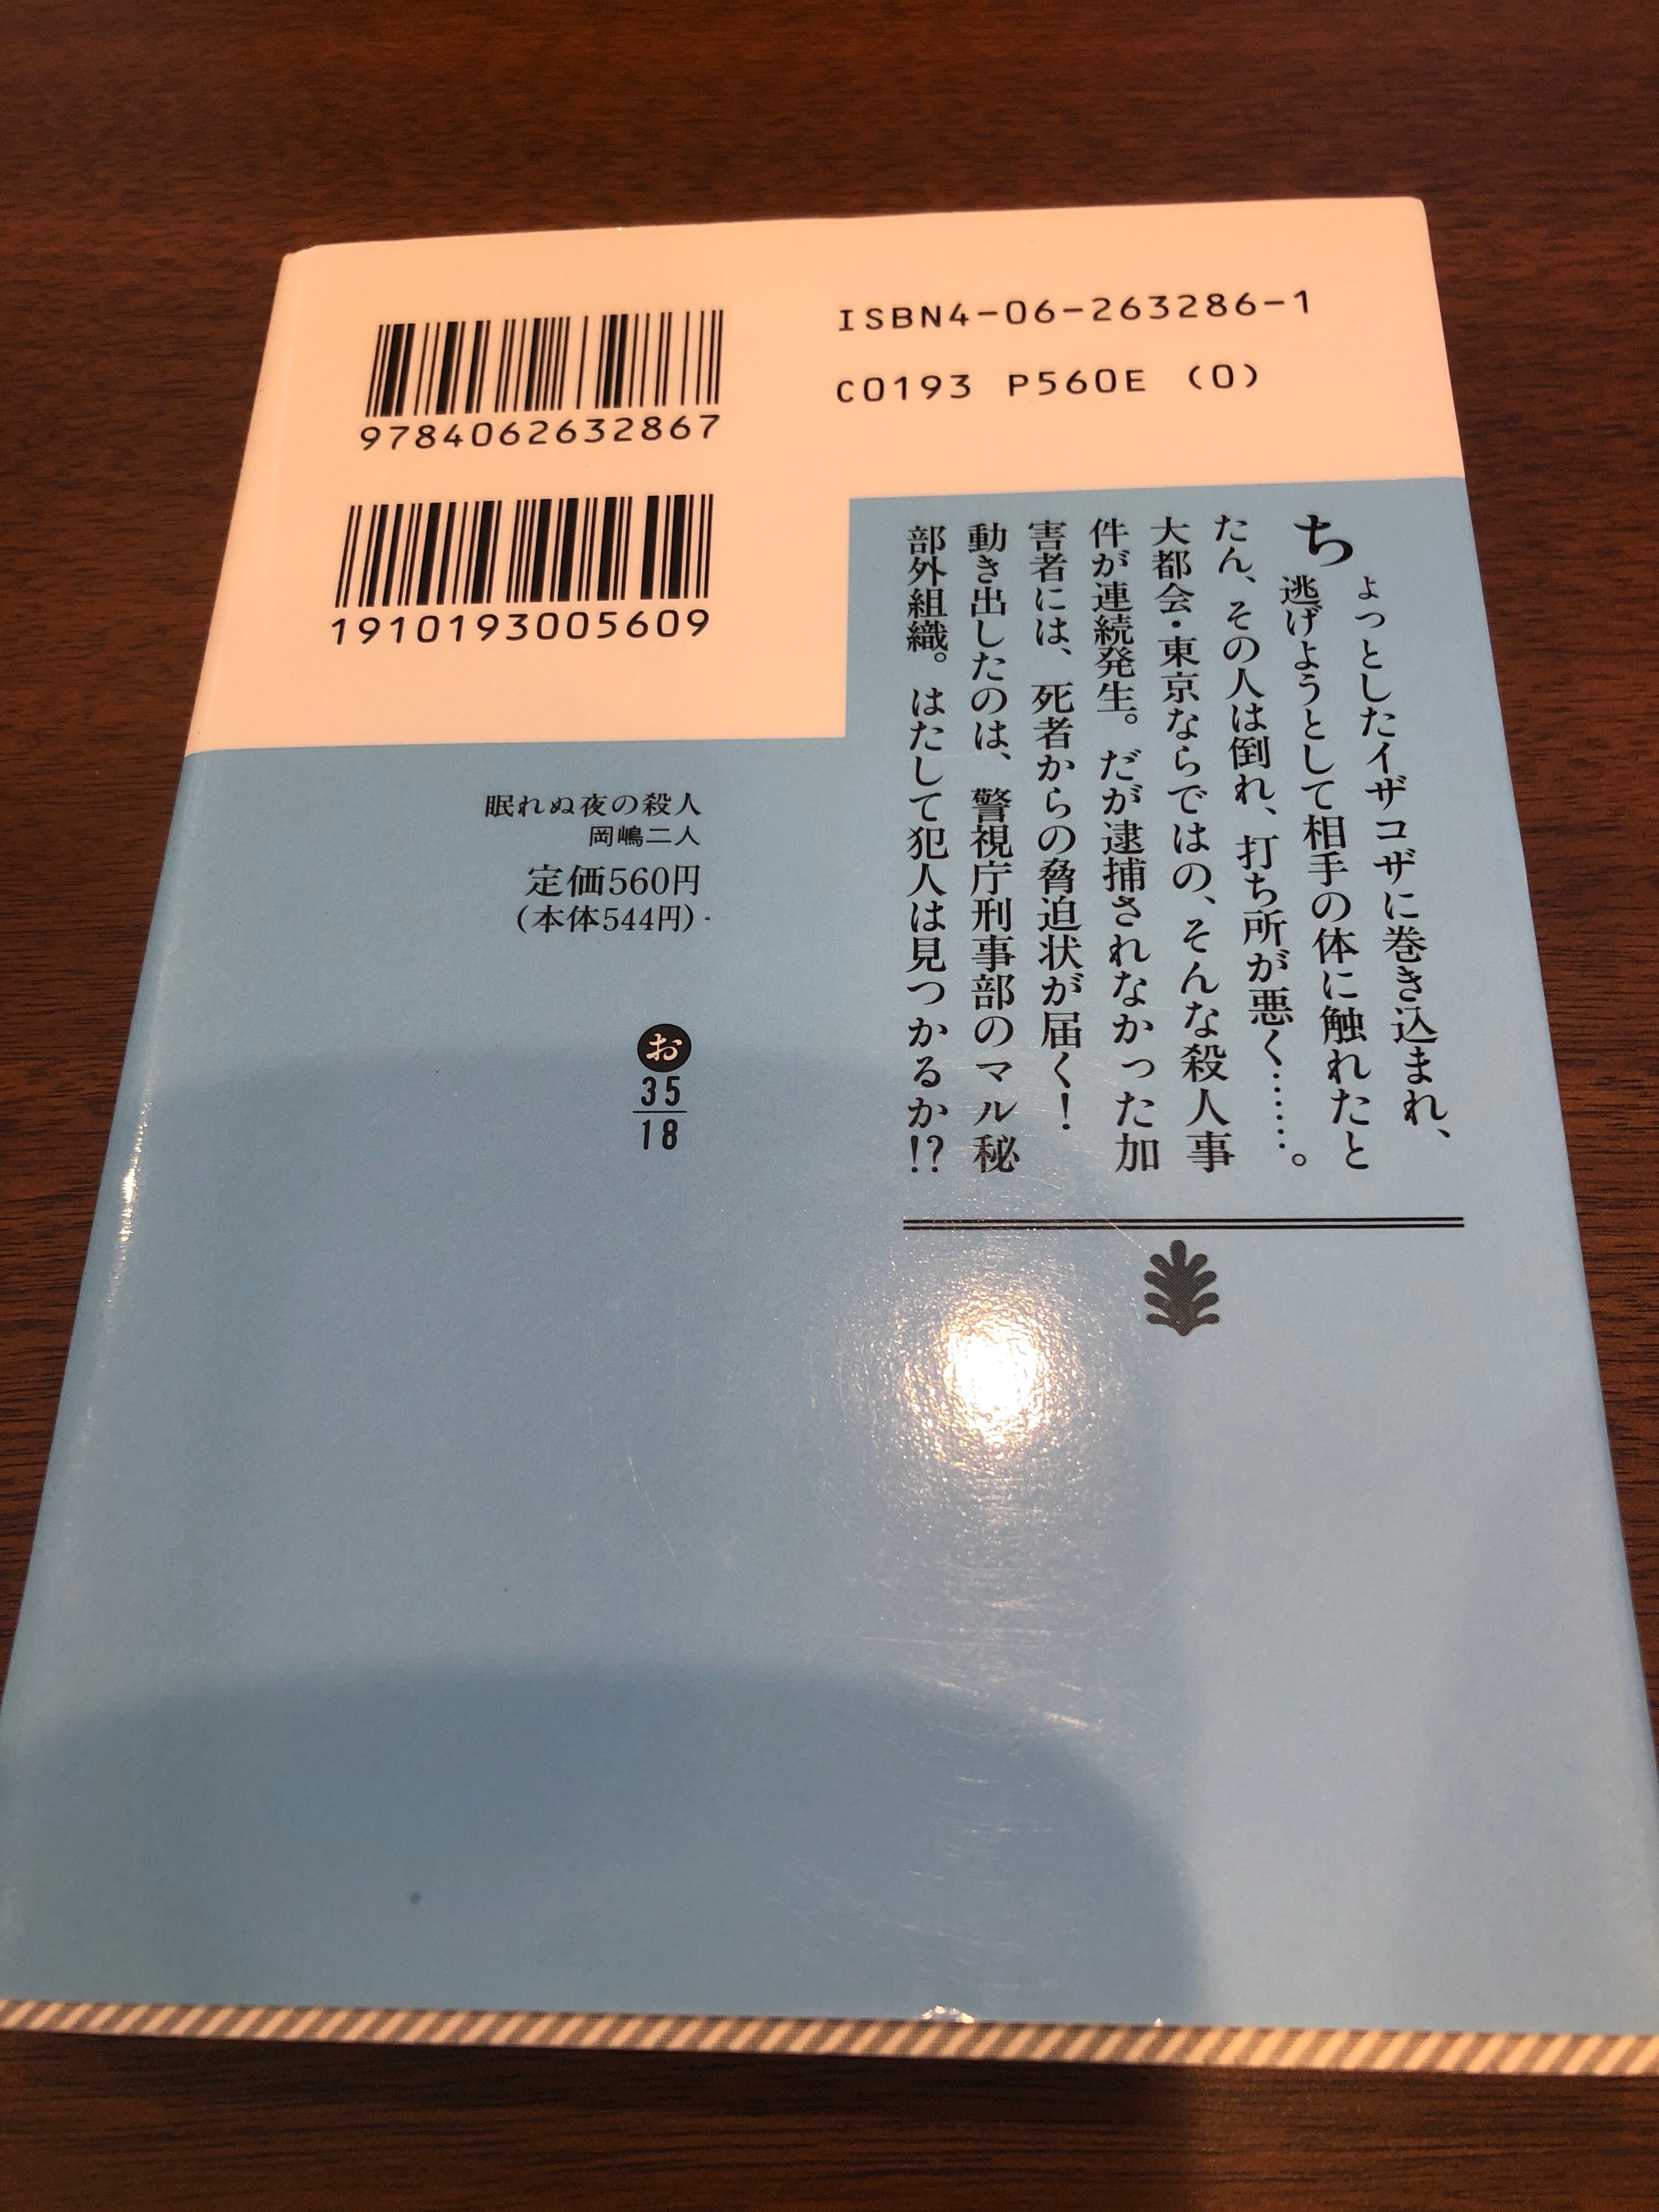 9784062632867
1910193005609
ISBN4-06-263286-1
C0193 P560E (0)
ちょっとしたイザコザに巻き込まれ、
逃げようとして相手の体に触れたと
たん、その人は倒れ、打ち所が悪く……。
大都会・東京ならではの、そんな殺人事
件が連続発生。だが逮捕されなかった加
害者には、死者からの脅迫状が届く！
動き出したのは、警視庁刑事部のマル秘
部外組織。はたして犯人は見つかるか!?
眠れぬ夜の殺人
岡嶋二人
定価560円
(本体544円)
お
35
18